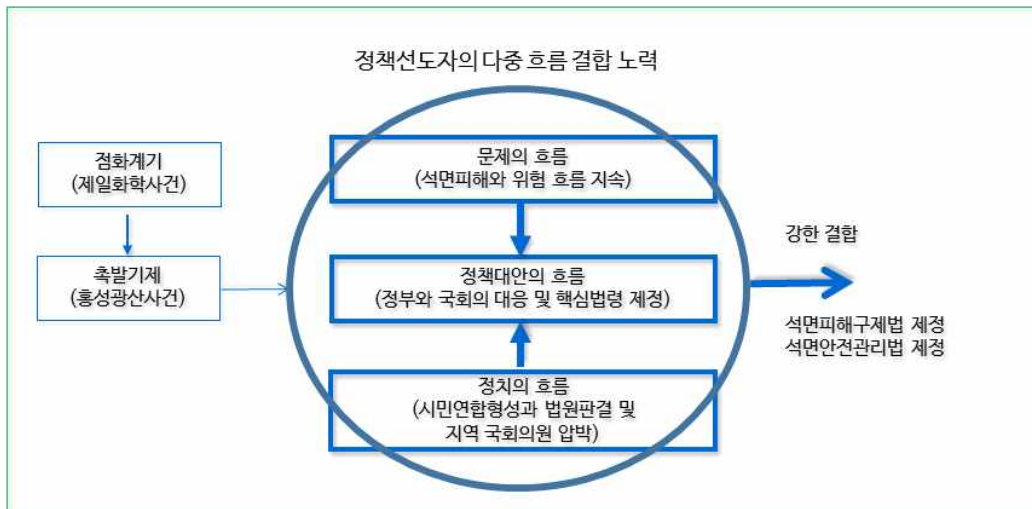 정책선도자의 다중 흐름 결합 노력
점화계기
(제일화학사건)
촉발기제
(홍성광산사건)
문제의 흐름
(석면피해와 위험 흐름 지속)
정책대안의 흐름
(정부와 국회의 대응 및 핵심법령 제정)
정치의 흐름
(시민연합형성과 법원판결 및
지역 국회의원 압박)
강한 결합
석면피해구제법 제정
석면안전관리법 제정